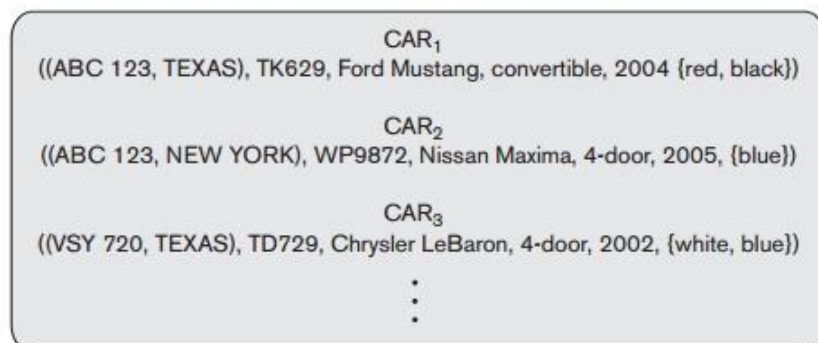 CAR₁
((ABC 123, TEXAS), TK629, Ford Mustang, convertible, 2004 {red, black})
CAR₂
((ABC 123, NEW YORK), WP9872, Nissan Maxima, 4-door, 2005, {blue})
CAR₃
((VSY 720, TEXAS), TD729, Chrysler LeBaron, 4-door, 2002, {white, blue})